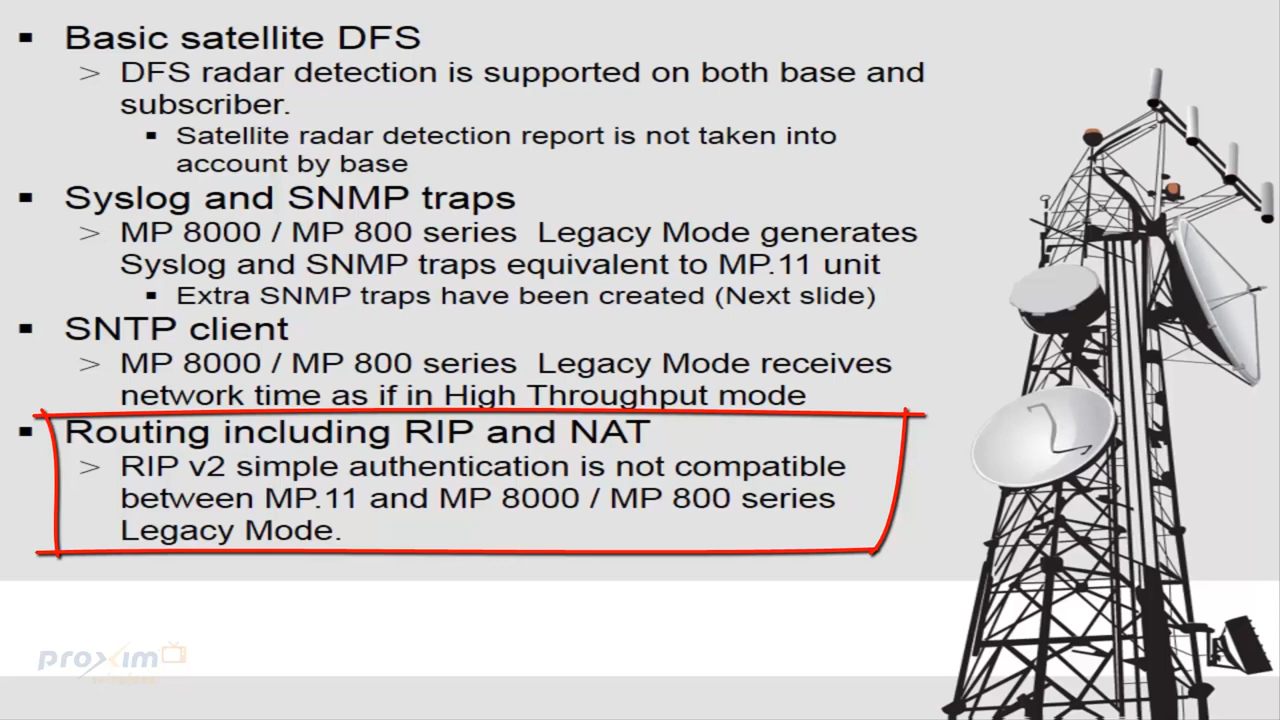 ▪ Basic satellite DFS
> DFS radar detection is supported on both base and
subscriber.
▪ Satellite radar detection report is not taken into
account by base
▪ Syslog and SNMP traps
> MP 8000 / MP 800 series Legacy Mode generates
Syslog and SNMP traps equivalent to MP.11 unit
▪ Extra SNMP traps have been created (Next slide)
▪ SNTP client
> MP 8000 / MP 800 series Legacy Mode receives
network time as if in High Throughput mode
▪ Routing including RIP and NAT
> RIP v2 simple authentication is not compatible
between MP.11 and MP 8000 / MP 800 series
Legacy Mode.
proxim